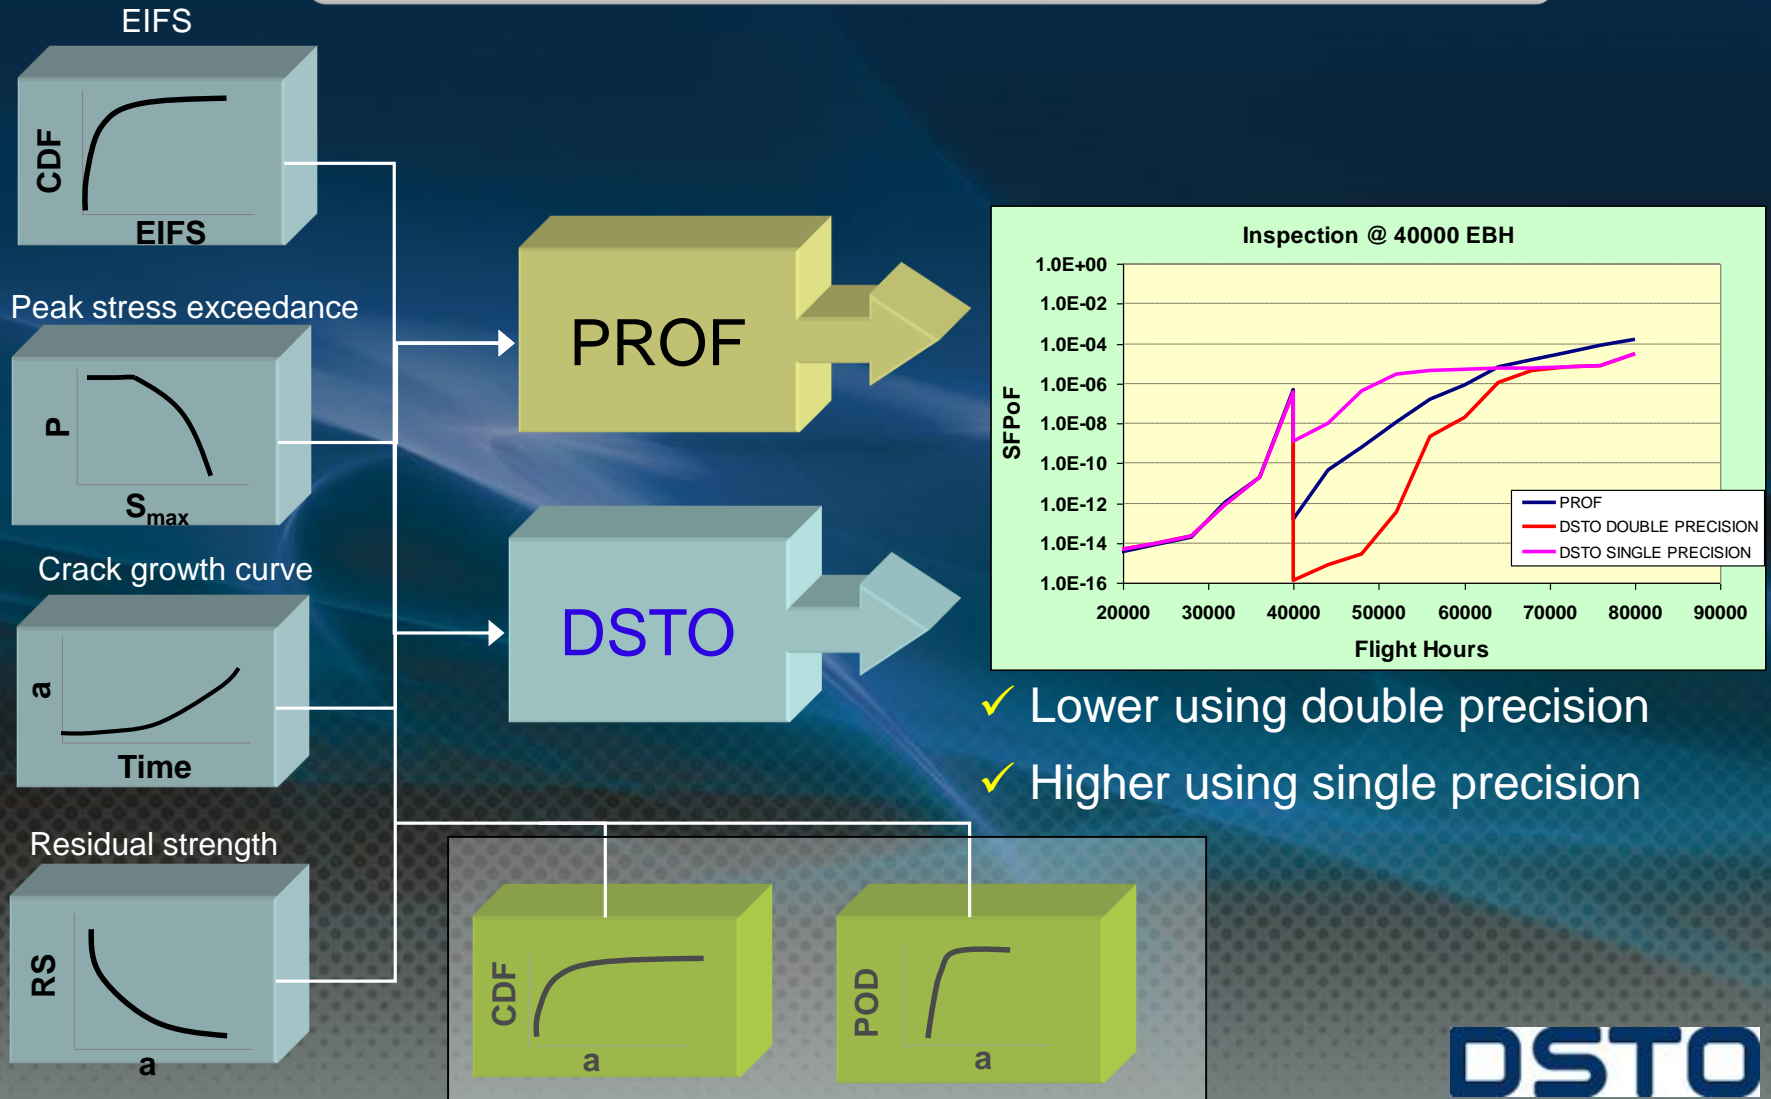 EIFS
CDF
EIFS
Peak stress exceedance
P
Smax
Crack growth curve
a
Time
Residual strength
RS
a
PROF
DSTO
Inspection @ 40000 EBH
SFPoF
1.0E+00
1.0E-02
1.0E-04
1.0E-06
1.0E-08
1.0E-10
1.0E-12
1.0E-14
1.0E-16
20000 30000 40000 50000 60000 70000 80000 90000
Flight Hours
PROF
DSTO DOUBLE PRECISION
DSTO SINGLE PRECISION
✓ Lower using double precision
✓ Higher using single precision
CDF
a
POD
a
DSTO